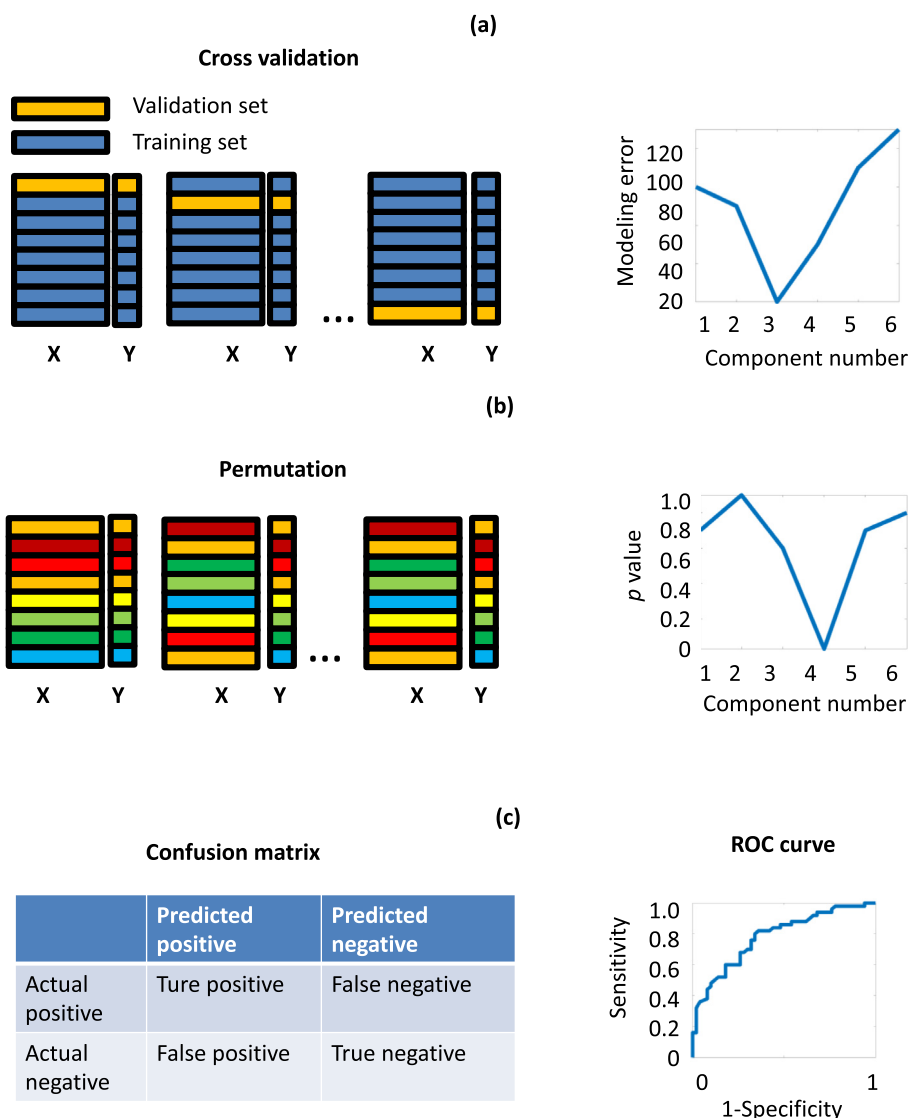 (a)
Cross validation
Validation set
Training set
X Y X Y ... X Y
Modeling error
120
100
80
60
40
20
1 2 3 4 5 6
Component number
(b)
Permutation
X Y X Y ... X Y
p value
1.0
0.8
0.6
0.4
0.2
0
1 2 3 4 5 6
Component number
(c)
Confusion matrix
Predicted positive Predicted negative
Actual positive Ture positive False negative
Actual negative False positive True negative
ROC curve
Sensitivity
1.0
0.8
0.6
0.4
0.2
0
0 1
1-Specificity